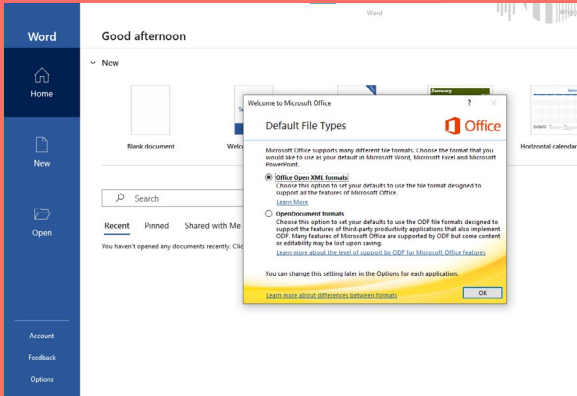 Word
Word
Good afternoon
New
Home
New
Open
Blank document
Welco
Horizontal calendar
Search
Recent Pinned Shared with Me
You haven't opened any documents recently. Clic
Account
Feedback
Options
Welcome to Microsoft Office ?
Default File Types
Office
Microsoft Office supports many different file formats. Choose the format that you
would like to use as your default in Microsoft Word, Microsoft Excel and Microsoft
PowerPoint.
Office Open XML formats
Choose this option to set your defaults to use the file format designed to
support all the features of Microsoft Office.
Learn More
OpenDocument formats
Choose this option to set your defaults to use the ODF file formats designed to
support the features of third-party productivity applications that also implement
ODF. Many features of Microsoft Office are supported by ODF but some content
or editability may be lost upon saving.
Learn more about the level of support by ODF for Microsoft Office features
You can change this setting later in the Options for each application.
Learn more about differences between formats
OK